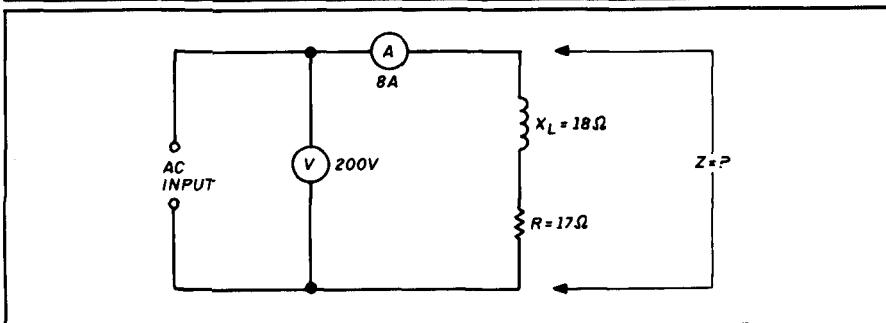 A
8A
X_L = 18Ω
V
200V
AC
INPUT
Z = ?
R = 17Ω